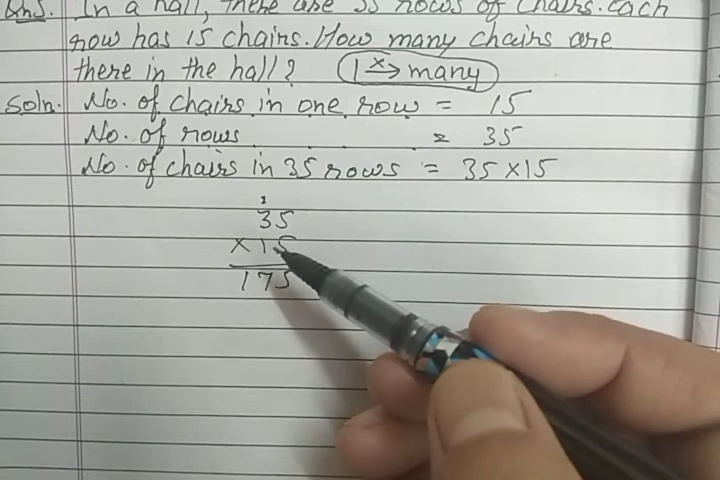 Qn5. In a hall, there are 35 rows of chairs. Each
row has 15 chairs. How many chairs are
there in the hall? 1 x→ many
Soln. No. of chairs in one row = 15
No. of rows = 35
No. of chairs in 35 rows = 35 × 15
2
35
×15
175